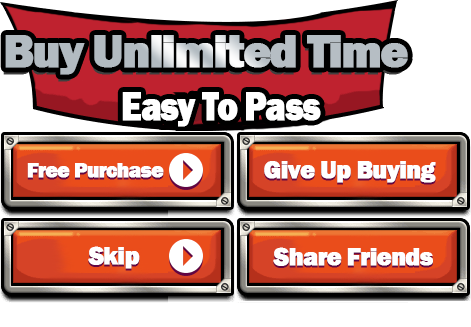 Buy Unlimited Time
Easy To Pass
Free Purchase
Give Up Buying
Skip
Share Friends